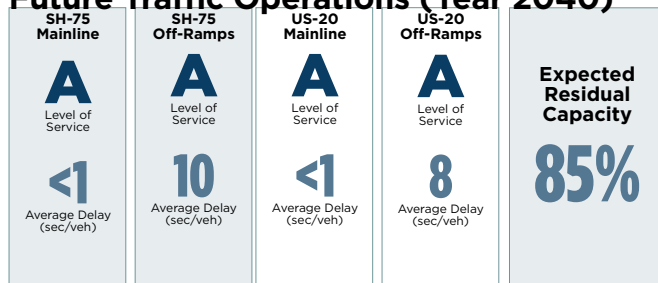 Future Traffic Operations (Year 2040)
SH-75
Mainline
A
Level of
Service
<1
Average Delay
(sec/veh)
SH-75
Off-Ramps
A
Level of
Service
10
Average Delay
(sec/veh)
US-20
Mainline
A
Level of
Service
<1
Average Delay
(sec/veh)
US-20
Off-Ramps
A
Level of
Service
8
Average Delay
(sec/veh)
Expected
Residual
Capacity
85%